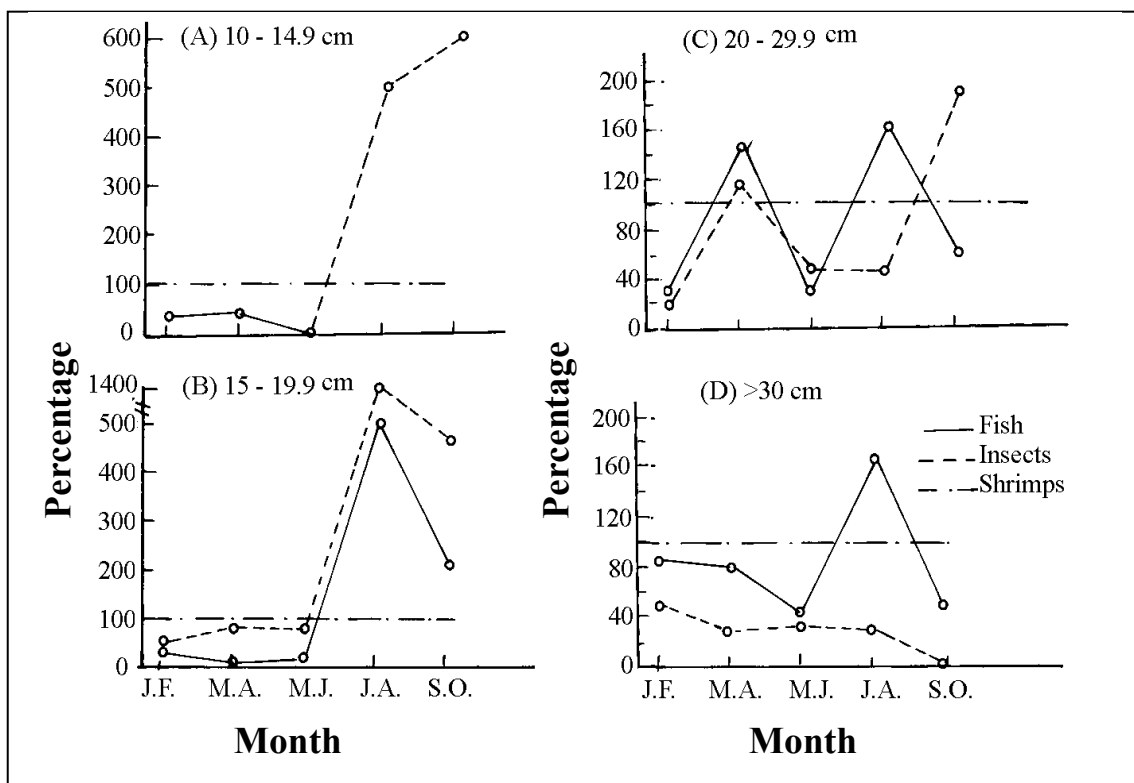 (A) 10 - 14.9 cm
600
500
400
300
200
100
0
(C) 20 - 29.9 cm
200
160
120
80
40
0
(B) 15 - 19.9 cm
1400
500
400
300
200
100
0
J.F. M.A. M.J. J.A. S.O.
(D) >30 cm
Fish
Insects
Shrimps
200
160
120
80
40
0
J.F. M.A. M.J. J.A. S.O.
Percentage
Percentage
Month
Month